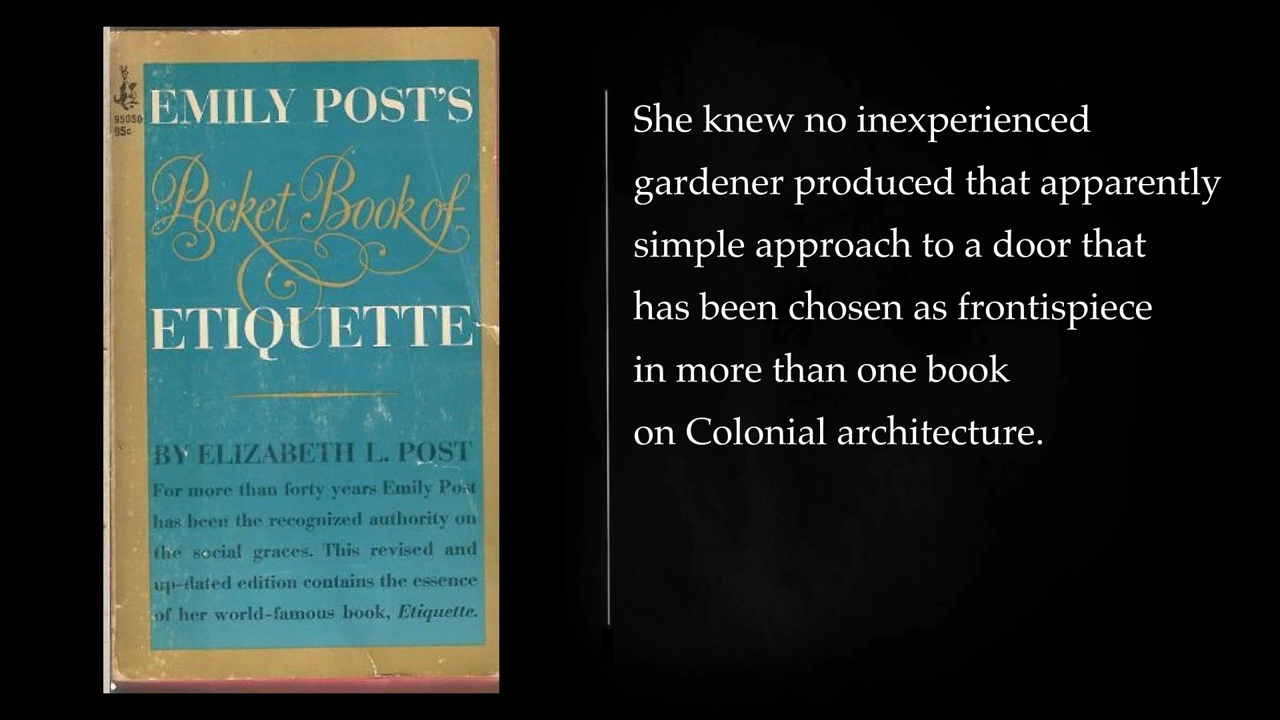 EMILY POST'S
Pocket Book of
ETIQUETTE
95050
95c
BY ELIZABETH L. POST
For more than forty years Emily Post
has been the recognized authority on
the social graces. This revised and
up-dated edition contains the essence
of her world-famous book, Etiquette.
She knew no inexperienced
gardener produced that apparently
simple approach to a door that
has been chosen as frontispiece
in more than one book
on Colonial architecture.